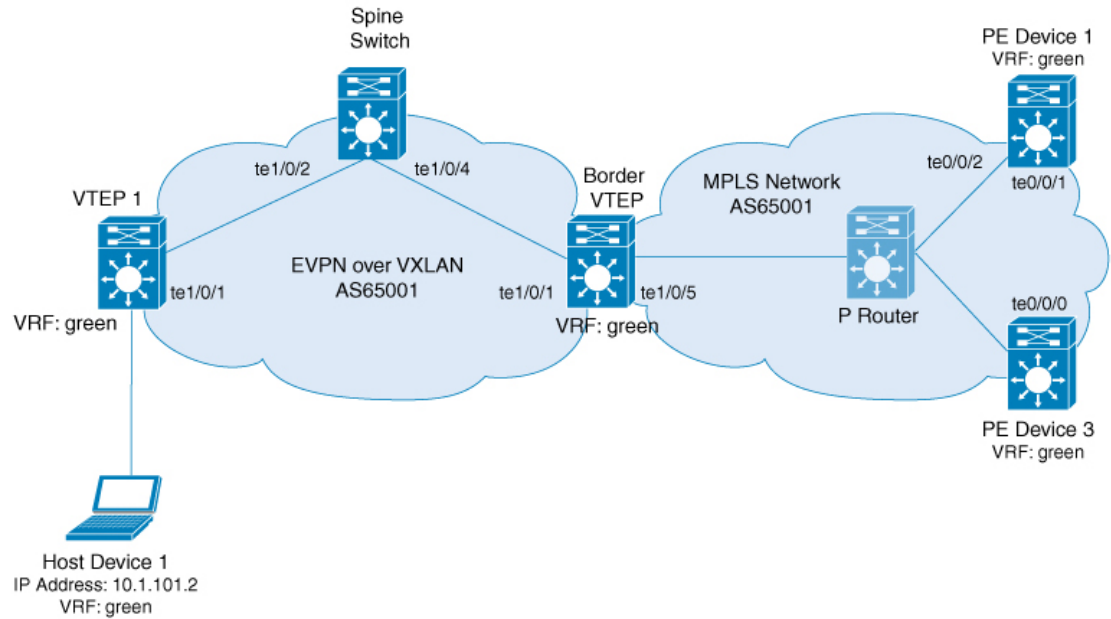 Spine
Switch
PE Device 1
VRF: green
te1/0/2
te1/0/4
Border
VTEP
MPLS Network
AS65001
te0/0/2
te0/0/1
VTEP 1
EVPN over VXLAN
AS65001
te1/0/1
te1/0/1
te1/0/5
VRF: green
VRF: green
P Router
te0/0/0
PE Device 3
VRF: green
Host Device 1
IP Address: 10.1.101.2
VRF: green